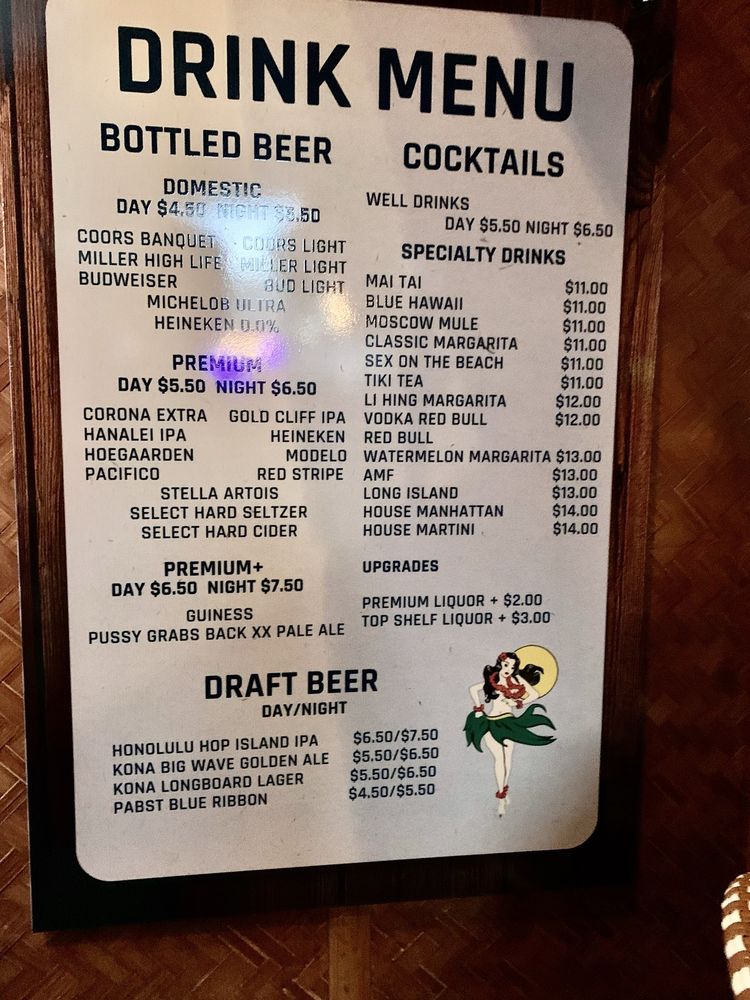 DRINK MENU
BOTTLED BEER
DOMESTIC
DAY $4.50 NIGHT $5.50
COORS BANQUET COORS LIGHT
MILLER HIGH LIFE MILLER LIGHT
BUDWEISER BUD LIGHT
MICHELOB ULTRA
HEINEKEN 0.0%
PREMIUM
DAY $5.50 NIGHT $6.50
CORONA EXTRA GOLD CLIFF IPA
HANALEI IPA HEINEKEN
HOEGAARDEN MODELO
PACIFICO RED STRIPE
STELLA ARTOIS
SELECT HARD SELTZER
SELECT HARD CIDER
PREMIUM+
DAY $6.50 NIGHT $7.50
GUINESS
PUSSY GRABS BACK XX PALE ALE
COCKTAILS
WELL DRINKS
DAY $5.50 NIGHT $6.50
SPECIALTY DRINKS
MAI TAI $11.00
BLUE HAWAII $11.00
MOSCOW MULE $11.00
CLASSIC MARGARITA $11.00
SEX ON THE BEACH $11.00
TIKI TEA $11.00
LI HING MARGARITA $12.00
VODKA RED BULL $12.00
RED BULL
WATERMELON MARGARITA $13.00
AMF $13.00
LONG ISLAND $13.00
HOUSE MANHATTAN $14.00
HOUSE MARTINI $14.00
UPGRADES
PREMIUM LIQUOR + $2.00
TOP SHELF LIQUOR + $3.00
DRAFT BEER
DAY/NIGHT
HONOLULU HOP ISLAND IPA $6.50/$7.50
KONA BIG WAVE GOLDEN ALE $5.50/$6.50
KONA LONGBOARD LAGER $5.50/$6.50
PABST BLUE RIBBON $4.50/$5.50